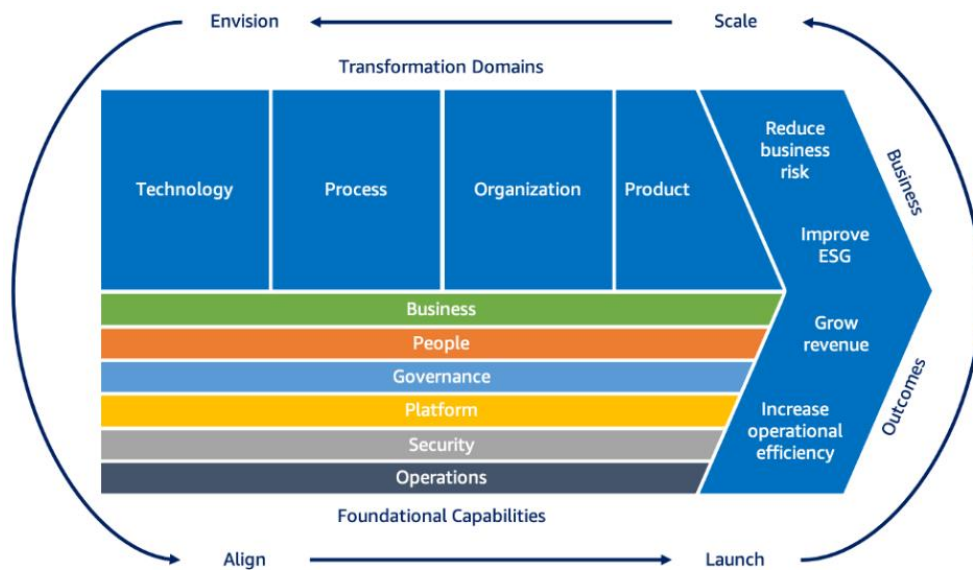 Envision
Scale
Transformation Domains
Technology
Process
Organization
Product
Reduce
business
risk
Improve
ESG
Grow
revenue
Increase
operational
efficiency
Business
Outcomes
Business
People
Governance
Platform
Security
Operations
Foundational Capabilities
Align
Launch